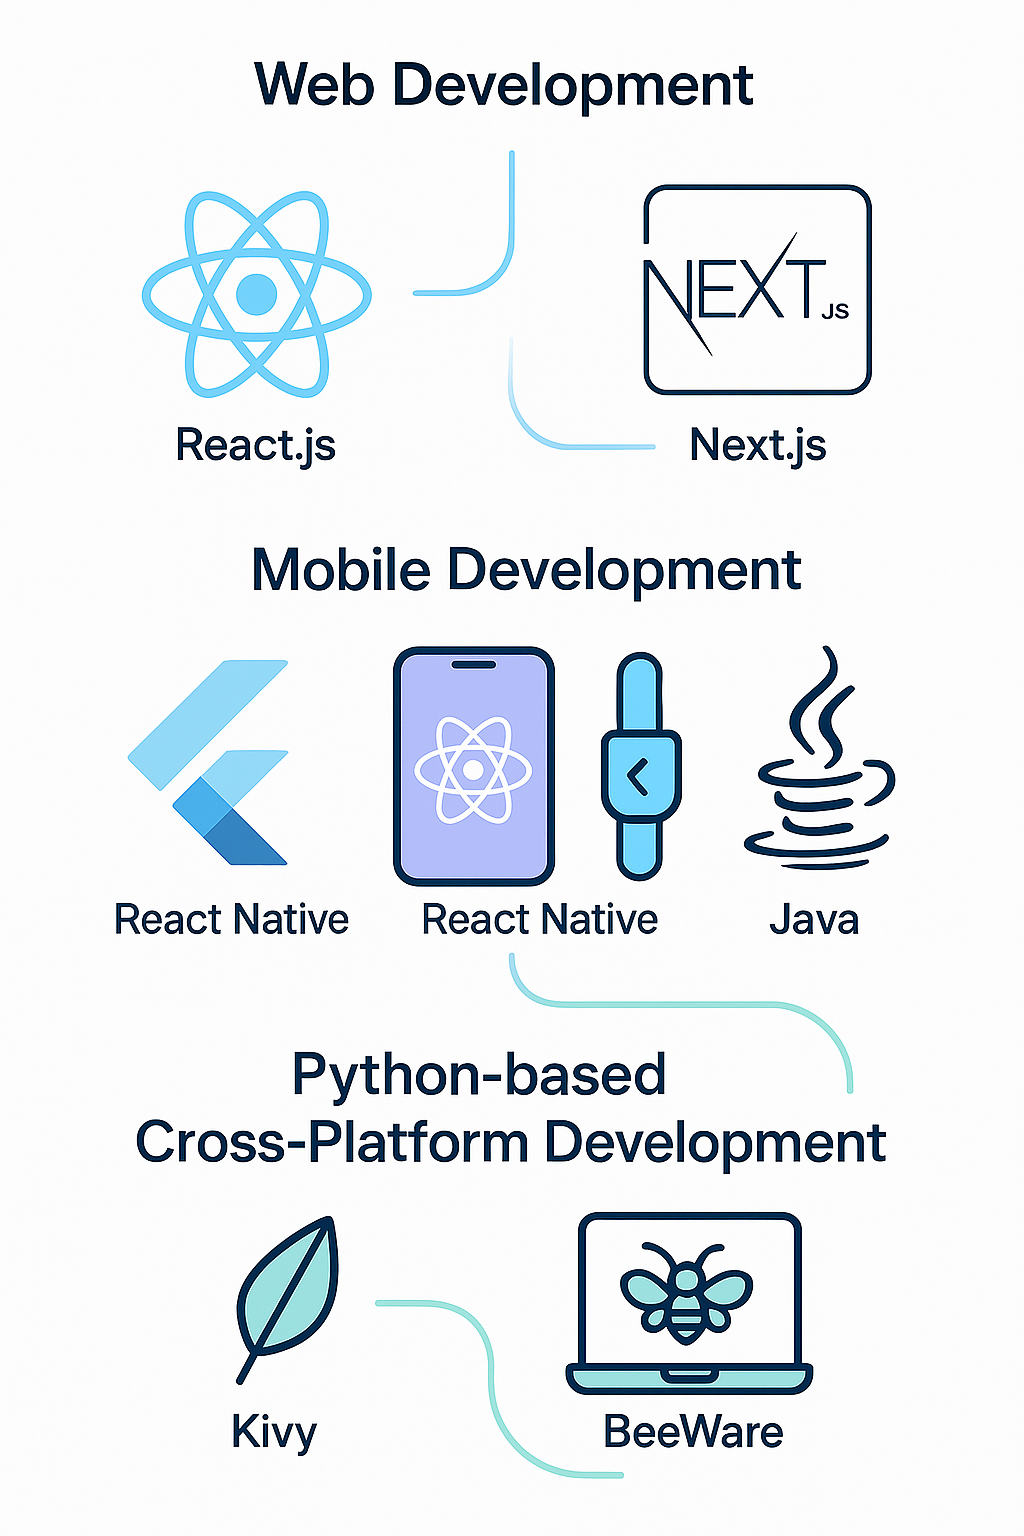 Web Development
NEXT.JS
React.js
Next.js
Mobile Development
React Native
React Native
Java
Python-based
Cross-Platform Development
Kivy
BeeWare